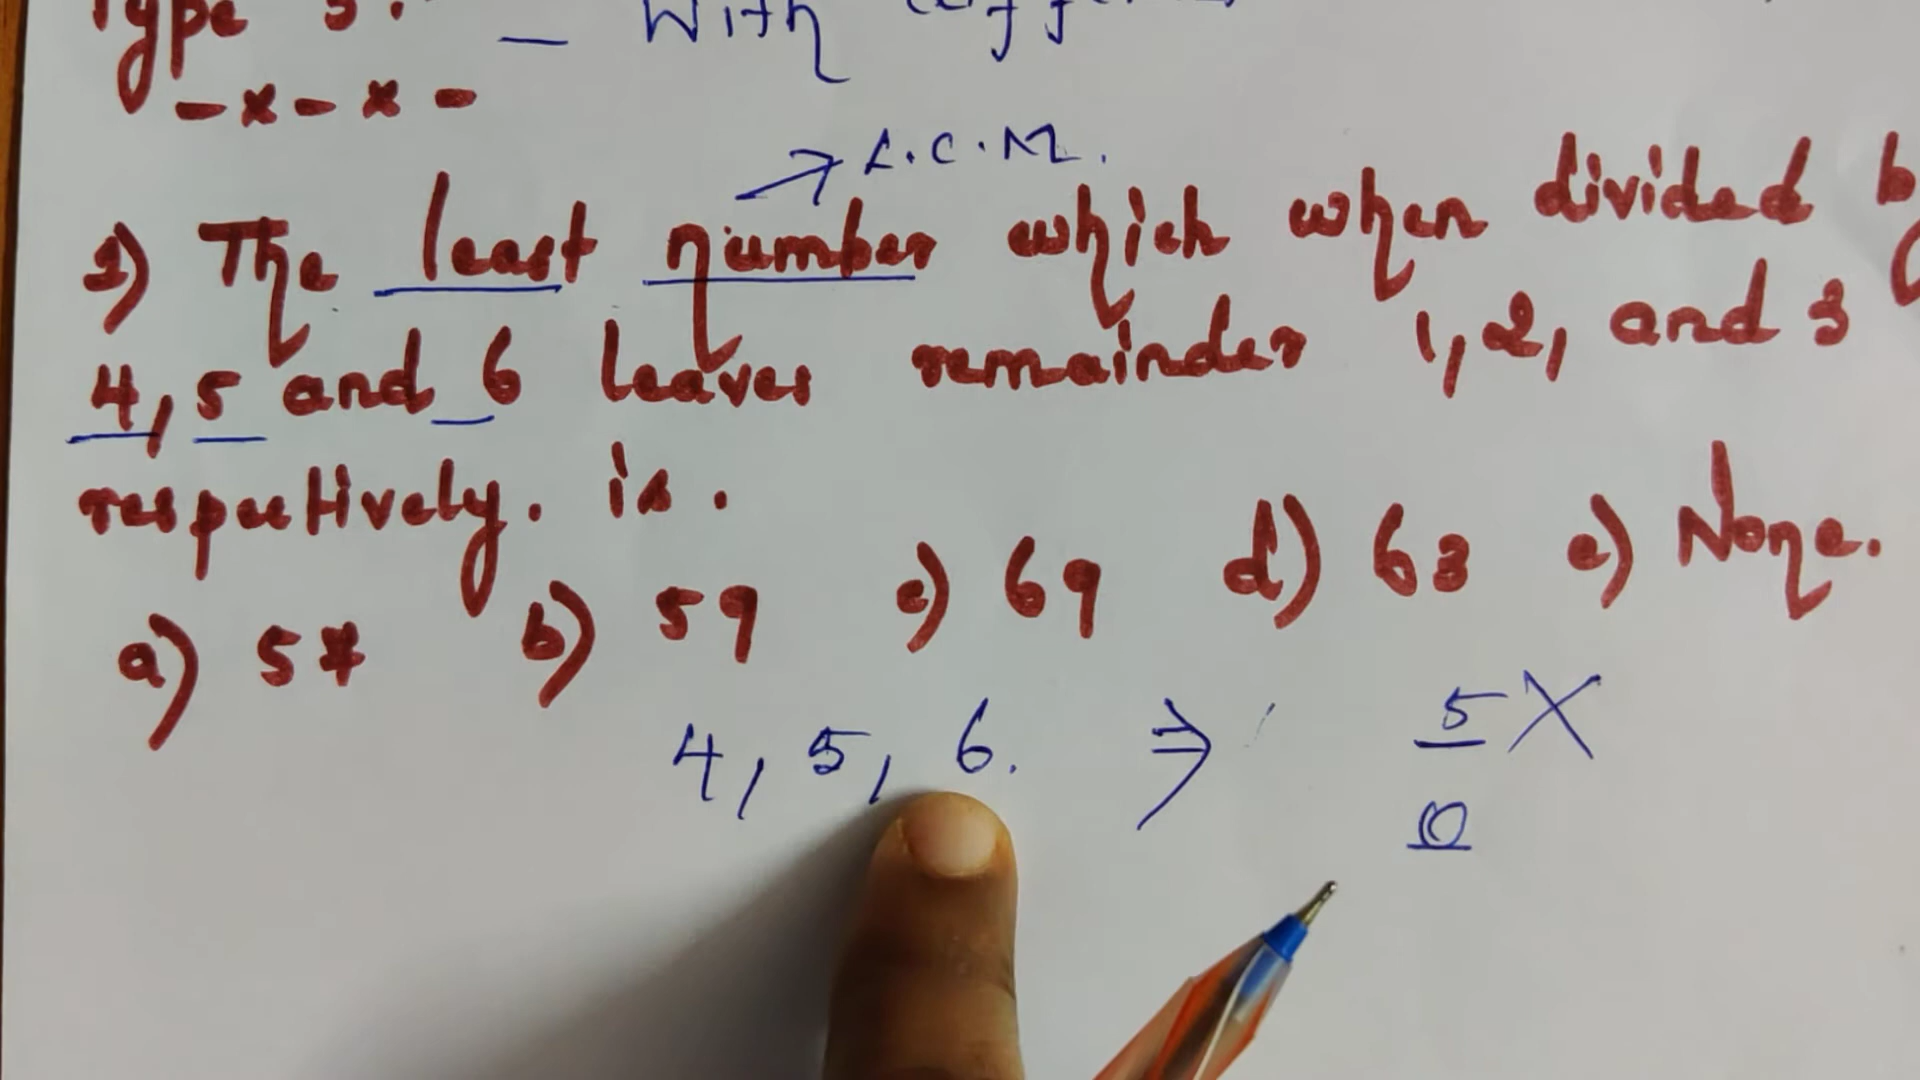 Type 3:- With
-x-x-
→ L.C.M.
1) The least number which when divided by
4, 5 and 6 leaves remainder 1, 2, and 3
respectively. is.
a) 57 b) 59 c) 69 d) 63 e) None.
4, 5, 6. ⇒ 5 X
0